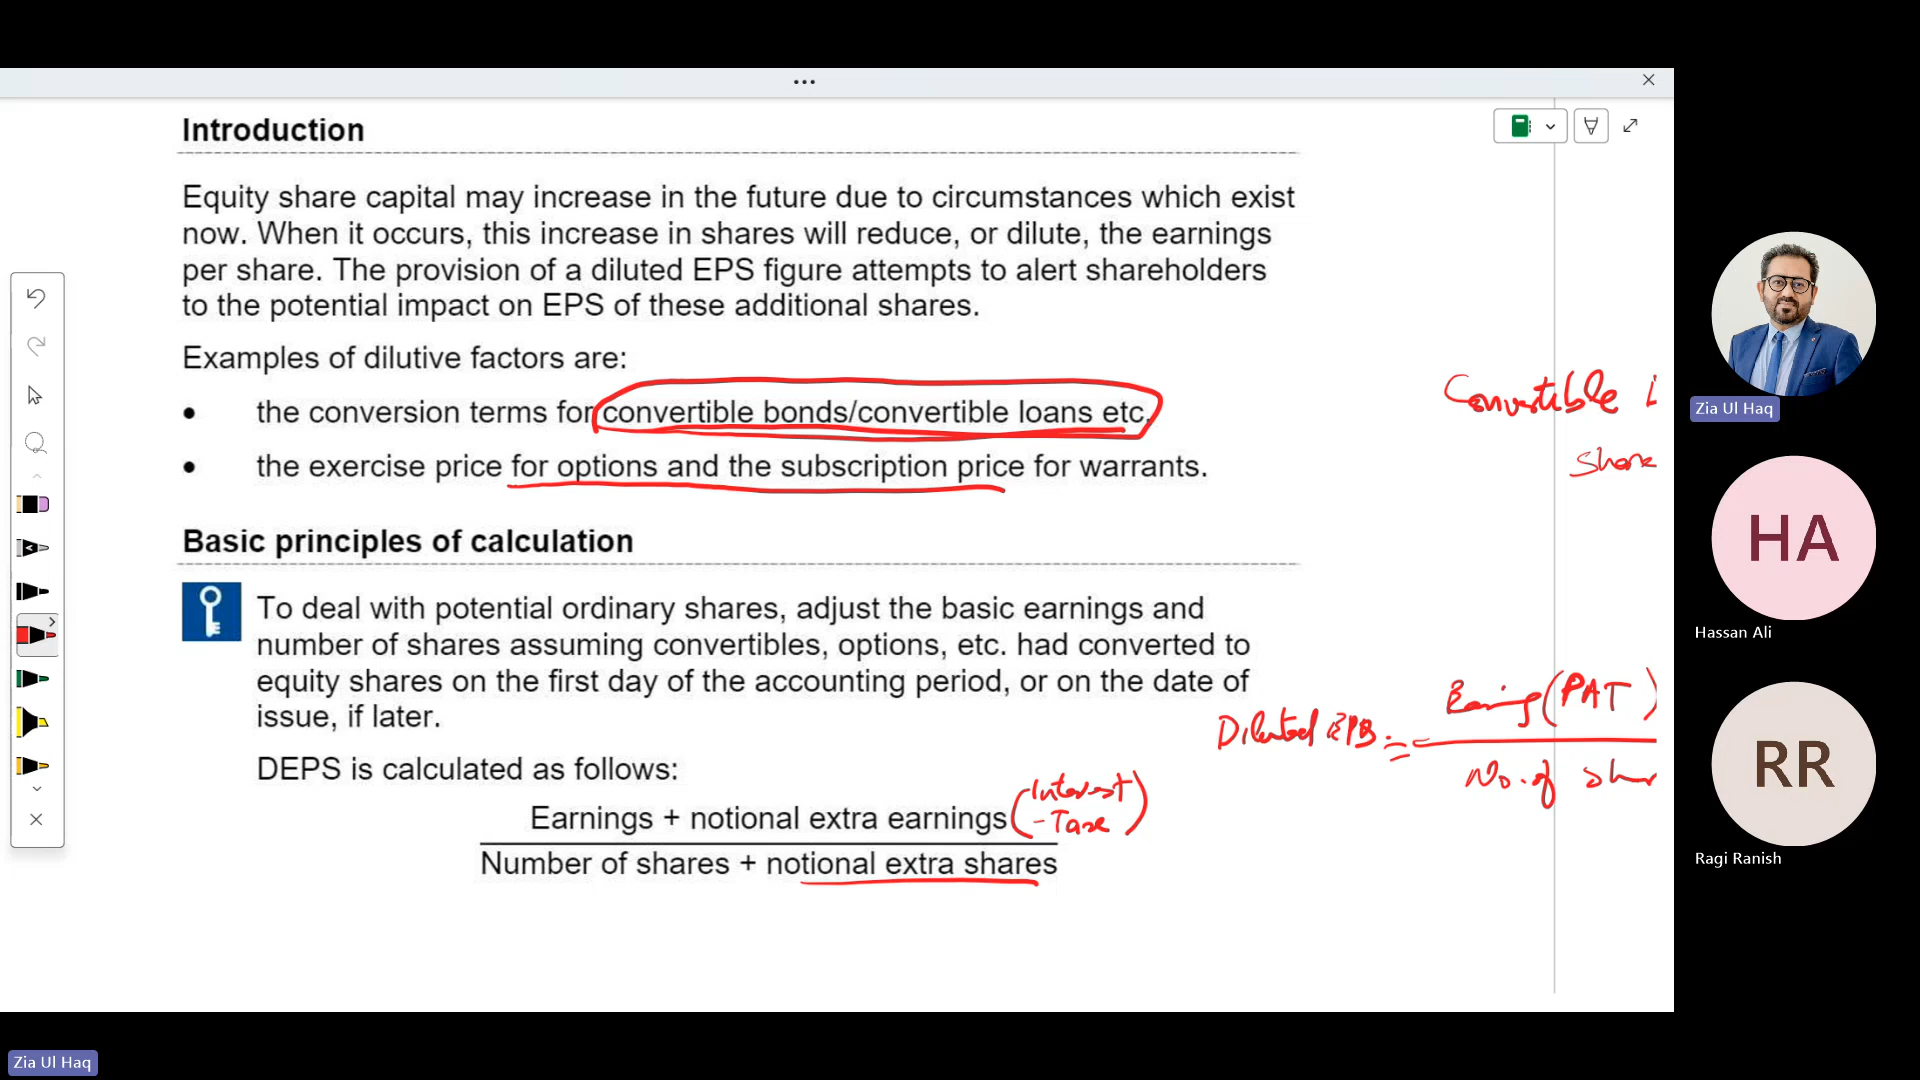 Introduction
Equity share capital may increase in the future due to circumstances which exist
now. When it occurs, this increase in shares will reduce, or dilute, the earnings
per share. The provision of a diluted EPS figure attempts to alert shareholders
to the potential impact on EPS of these additional shares.
Examples of dilutive factors are:
• the conversion terms for convertible bonds/convertible loans etc.
• the exercise price for options and the subscription price for warrants.
Convertible
Share
Basic principles of calculation
To deal with potential ordinary shares, adjust the basic earnings and
number of shares assuming convertibles, options, etc. had converted to
equity shares on the first day of the accounting period, or on the date of
issue, if later.
DEPS is calculated as follows:
Earnings + notional extra earnings (Interest
- Tax)
Number of shares + notional extra shares
Diluted EPS = Earning (PAT)
No. of
Zia Ul Haq
HA
Hassan Ali
RR
Ragi Ranish
Zia Ul Haq